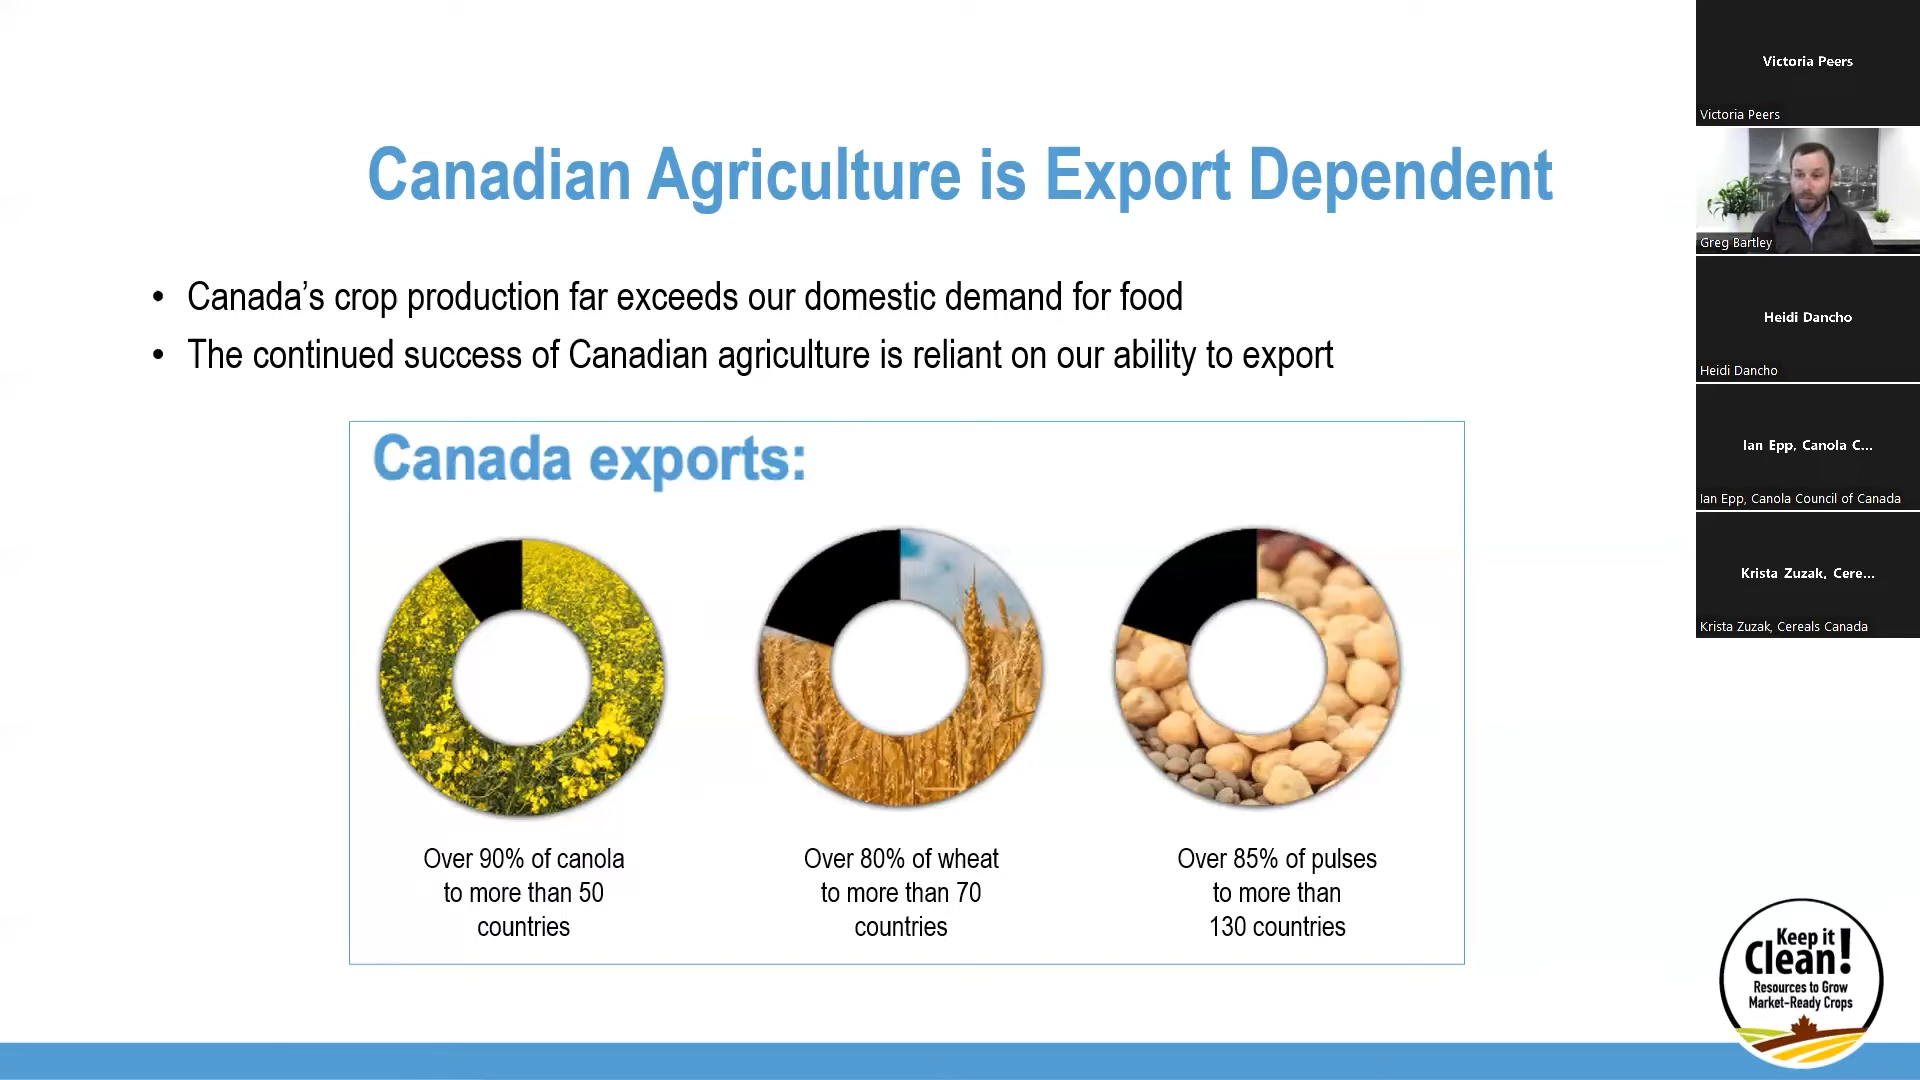 Canadian Agriculture is Export Dependent
• Canada’s crop production far exceeds our domestic demand for food
• The continued success of Canadian agriculture is reliant on our ability to export
Canada exports:
Over 90% of canola
to more than 50
countries
Over 80% of wheat
to more than 70
countries
Over 85% of pulses
to more than
130 countries
Victoria Peers
Victoria Peers
Greg Bartley
Heidi Dancho
Heidi Dancho
Ian Epp, Canola C...
Ian Epp, Canola Council of Canada
Krista Zuzak, Cere...
Krista Zuzak, Cereals Canada
Keep it
Clean!
Resources to Grow
Market-Ready Crops